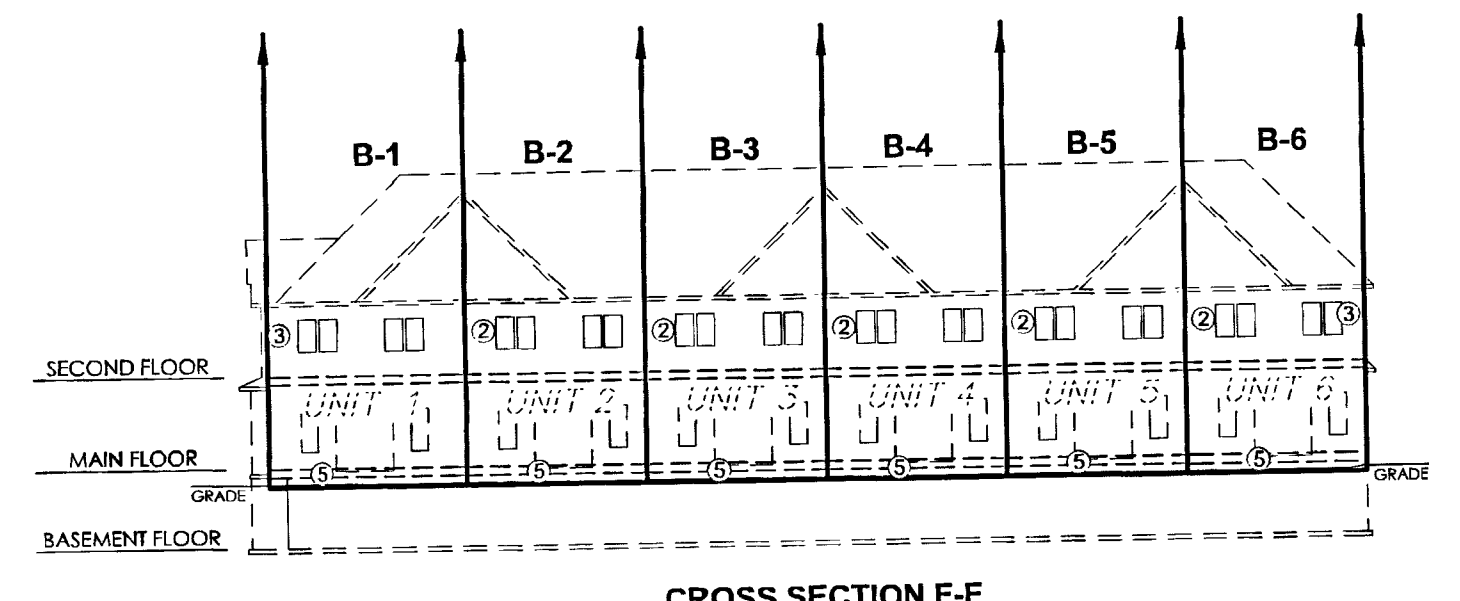 B-1 B-2 B-3 B-4 B-5 B-6
3 2 2 2 2 2 3
SECOND FLOOR
UNIT 1 UNIT 2 UNIT 3 UNIT 4 UNIT 5 UNIT 6
MAIN FLOOR
5 5 5 5 5 5
GRADE GRADE
BASEMENT FLOOR
CROSS SECTION